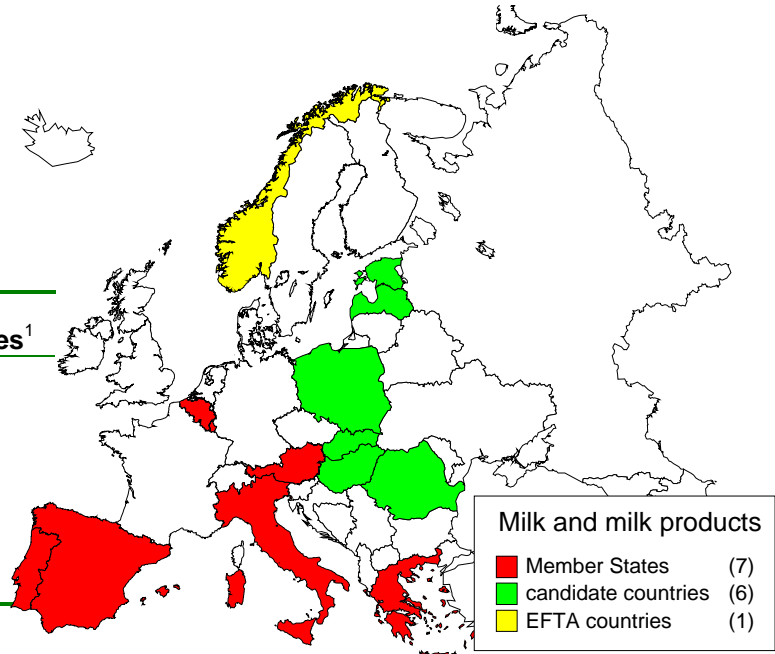 es¹
Milk and milk products
Member States (7)
candidate countries (6)
EFTA countries (1)